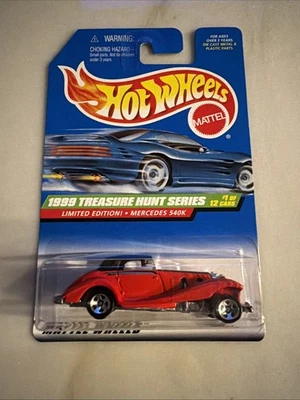 WARNING:
CHOKING HAZARD-
Small parts. Not for children
under 3 years.
FOR AGES
OVER 3 YEARS
DIE CAST METAL &
PLASTIC PARTS
HOT WHEELS
MATTEL
1999 TREASURE HUNT SERIES
#1 OF
12 CARS
LIMITED EDITION! • MERCEDES 540K